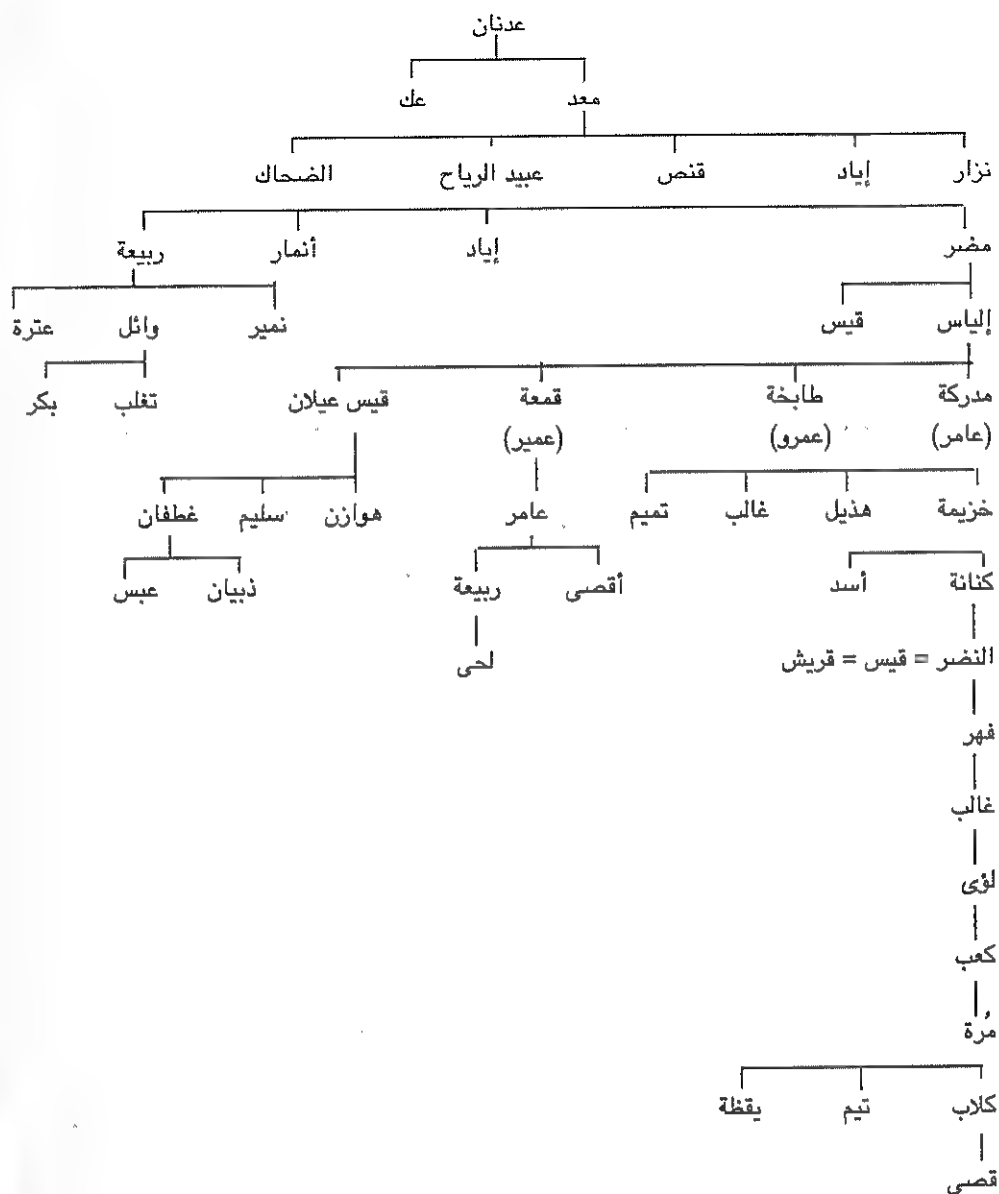 عدنان
معد عك
نزار إياد قنص عبيد الرياح الضحاك
مضر إياد أنمار ربيعة
إلياس قيس نمير وائل عترة
مدركة طابخة قمعة قيس عيلان تغلب بكر
(عامر) (عمرو) (عمير)
خزيمة هذيل غالب تميم عامر هوازن سليم غطفان
كنانة أسد أقصى ربيعة ذبيان عبس
النضر = قيس = قريش لحى
فهر
غالب
لؤى
كعب
مُرة
كلاب تيم يقظة
قصى